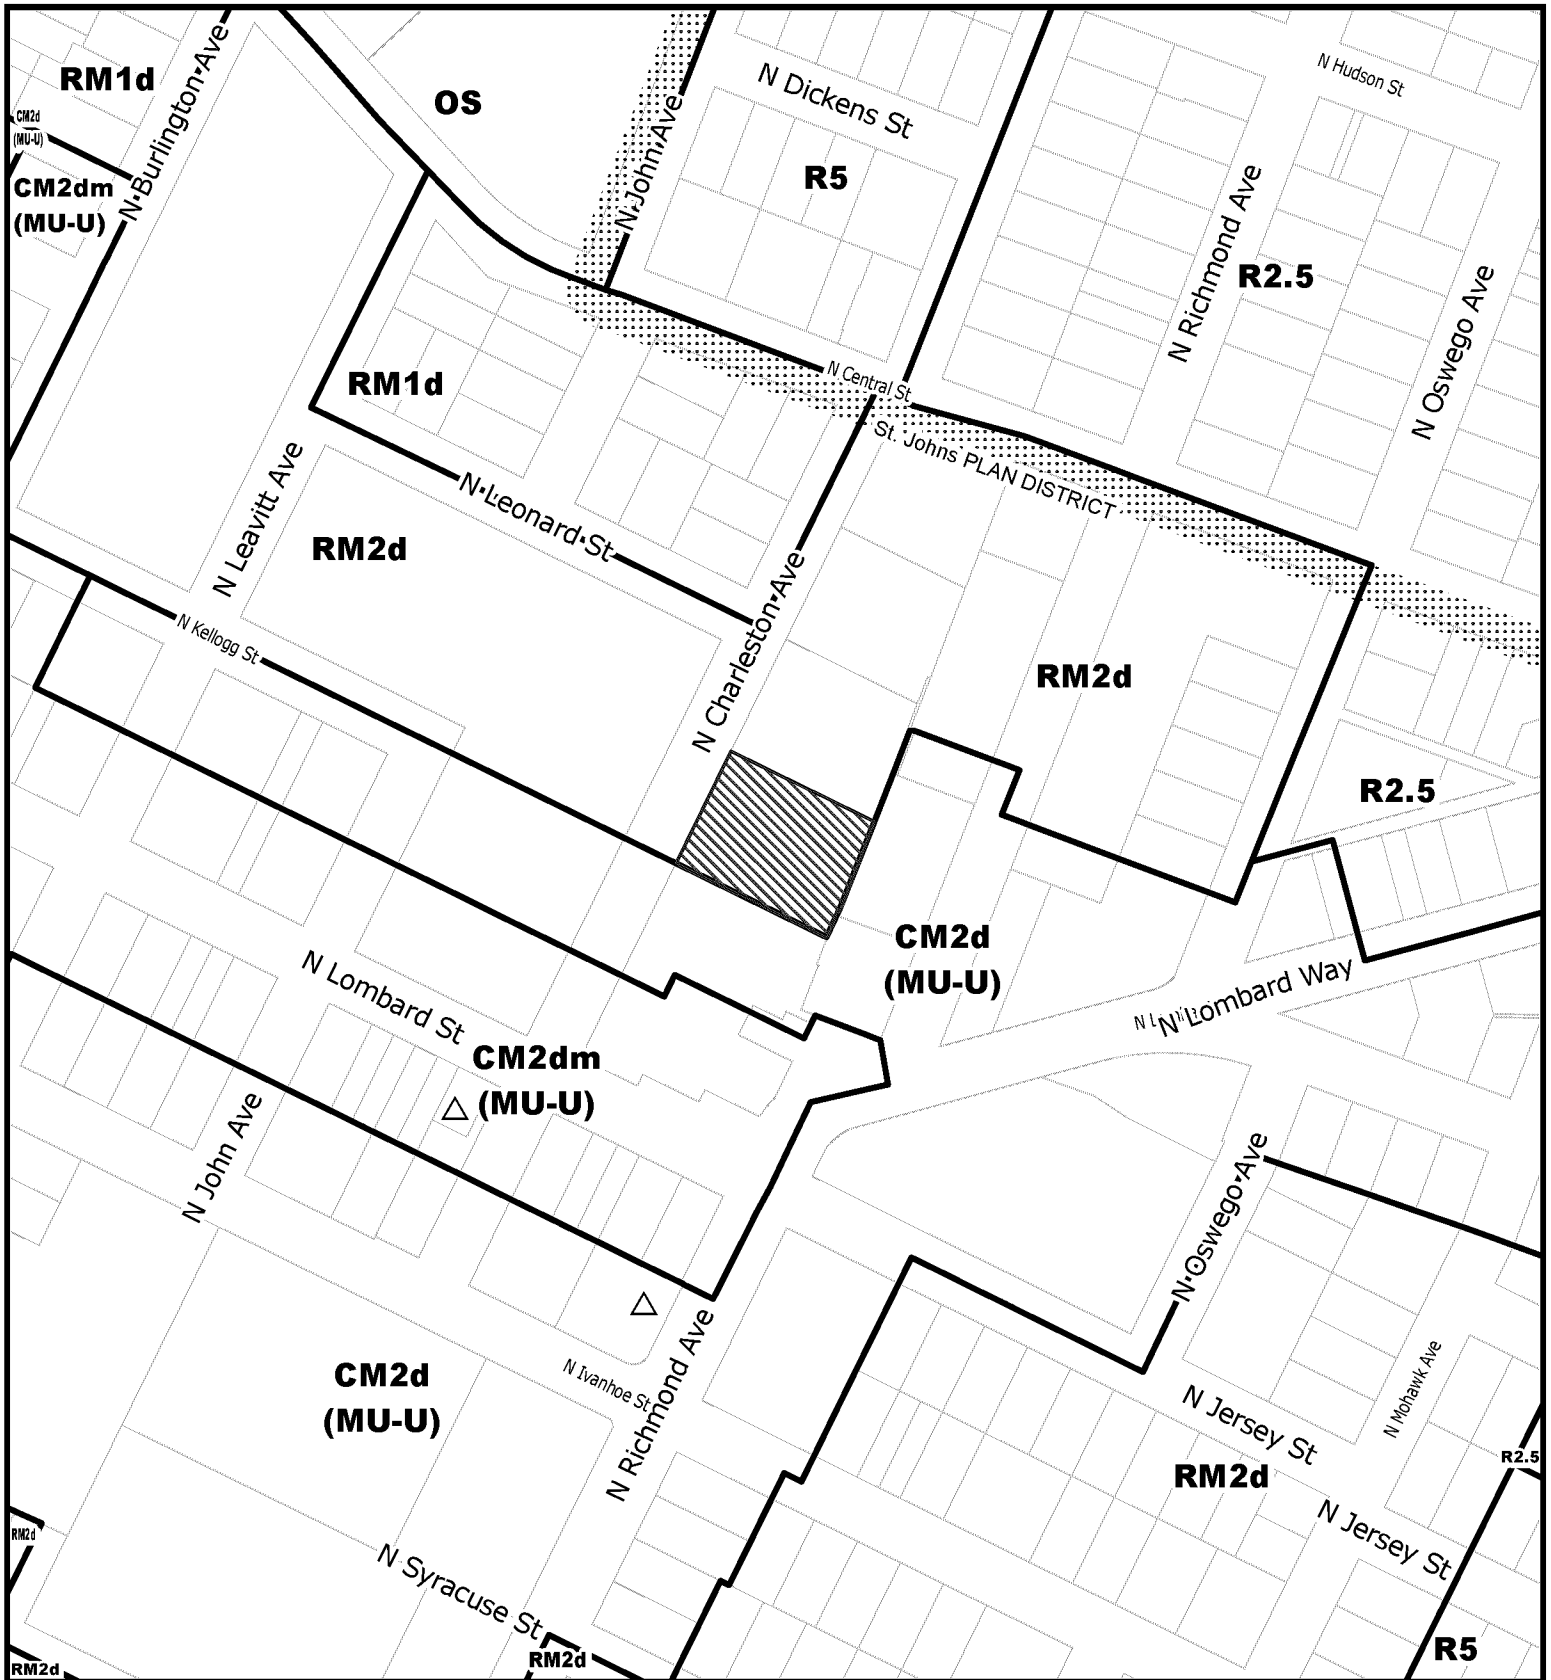 RM1d
N Burlington Ave
OS
N John Ave
N Dickens St
R5
N Hudson St
CM2d
(MU-U)
CM2dm
(MU-U)
N Richmond Ave
R2.5
N Oswego Ave
RM1d
N Central St
St. Johns PLAN DISTRICT
N Leavitt Ave
N Leonard St
RM2d
N Kellogg St
N Charleston Ave
RM2d
R2.5
CM2d
(MU-U)
N Lombard St
N Lombard Way
CM2dm
(MU-U)
N John Ave
N Oswego Ave
N Ivanhoe St
N Richmond Ave
CM2d
(MU-U)
N Jersey St
N Mohawk Ave
R2.5
RM2d
N Jersey St
RM2d
N Syracuse St
R5
RM2d
RM2d